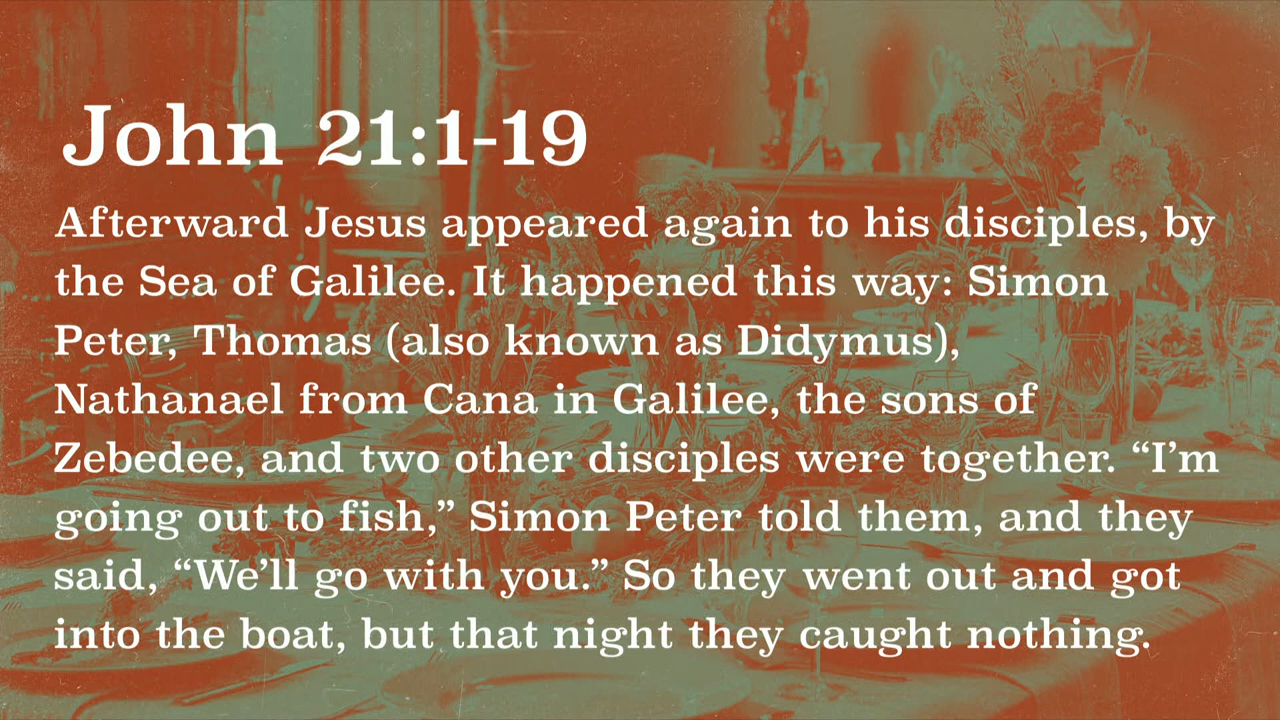 John 21:1-19
Afterward Jesus appeared again to his disciples, by
the Sea of Galilee. It happened this way: Simon
Peter, Thomas (also known as Didymus),
Nathanael from Cana in Galilee, the sons of
Zebedee, and two other disciples were together. “I’m
going out to fish,” Simon Peter told them, and they
said, “We’ll go with you.” So they went out and got
into the boat, but that night they caught nothing.